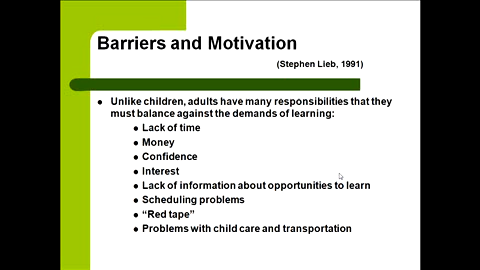 Barriers and Motivation
(Stephen Lieb, 1991)
Unlike children, adults have many responsibilities that they
must balance against the demands of learning:
Lack of time
Money
Confidence
Interest
Lack of information about opportunities to learn
Scheduling problems
“Red tape”
Problems with child care and transportation